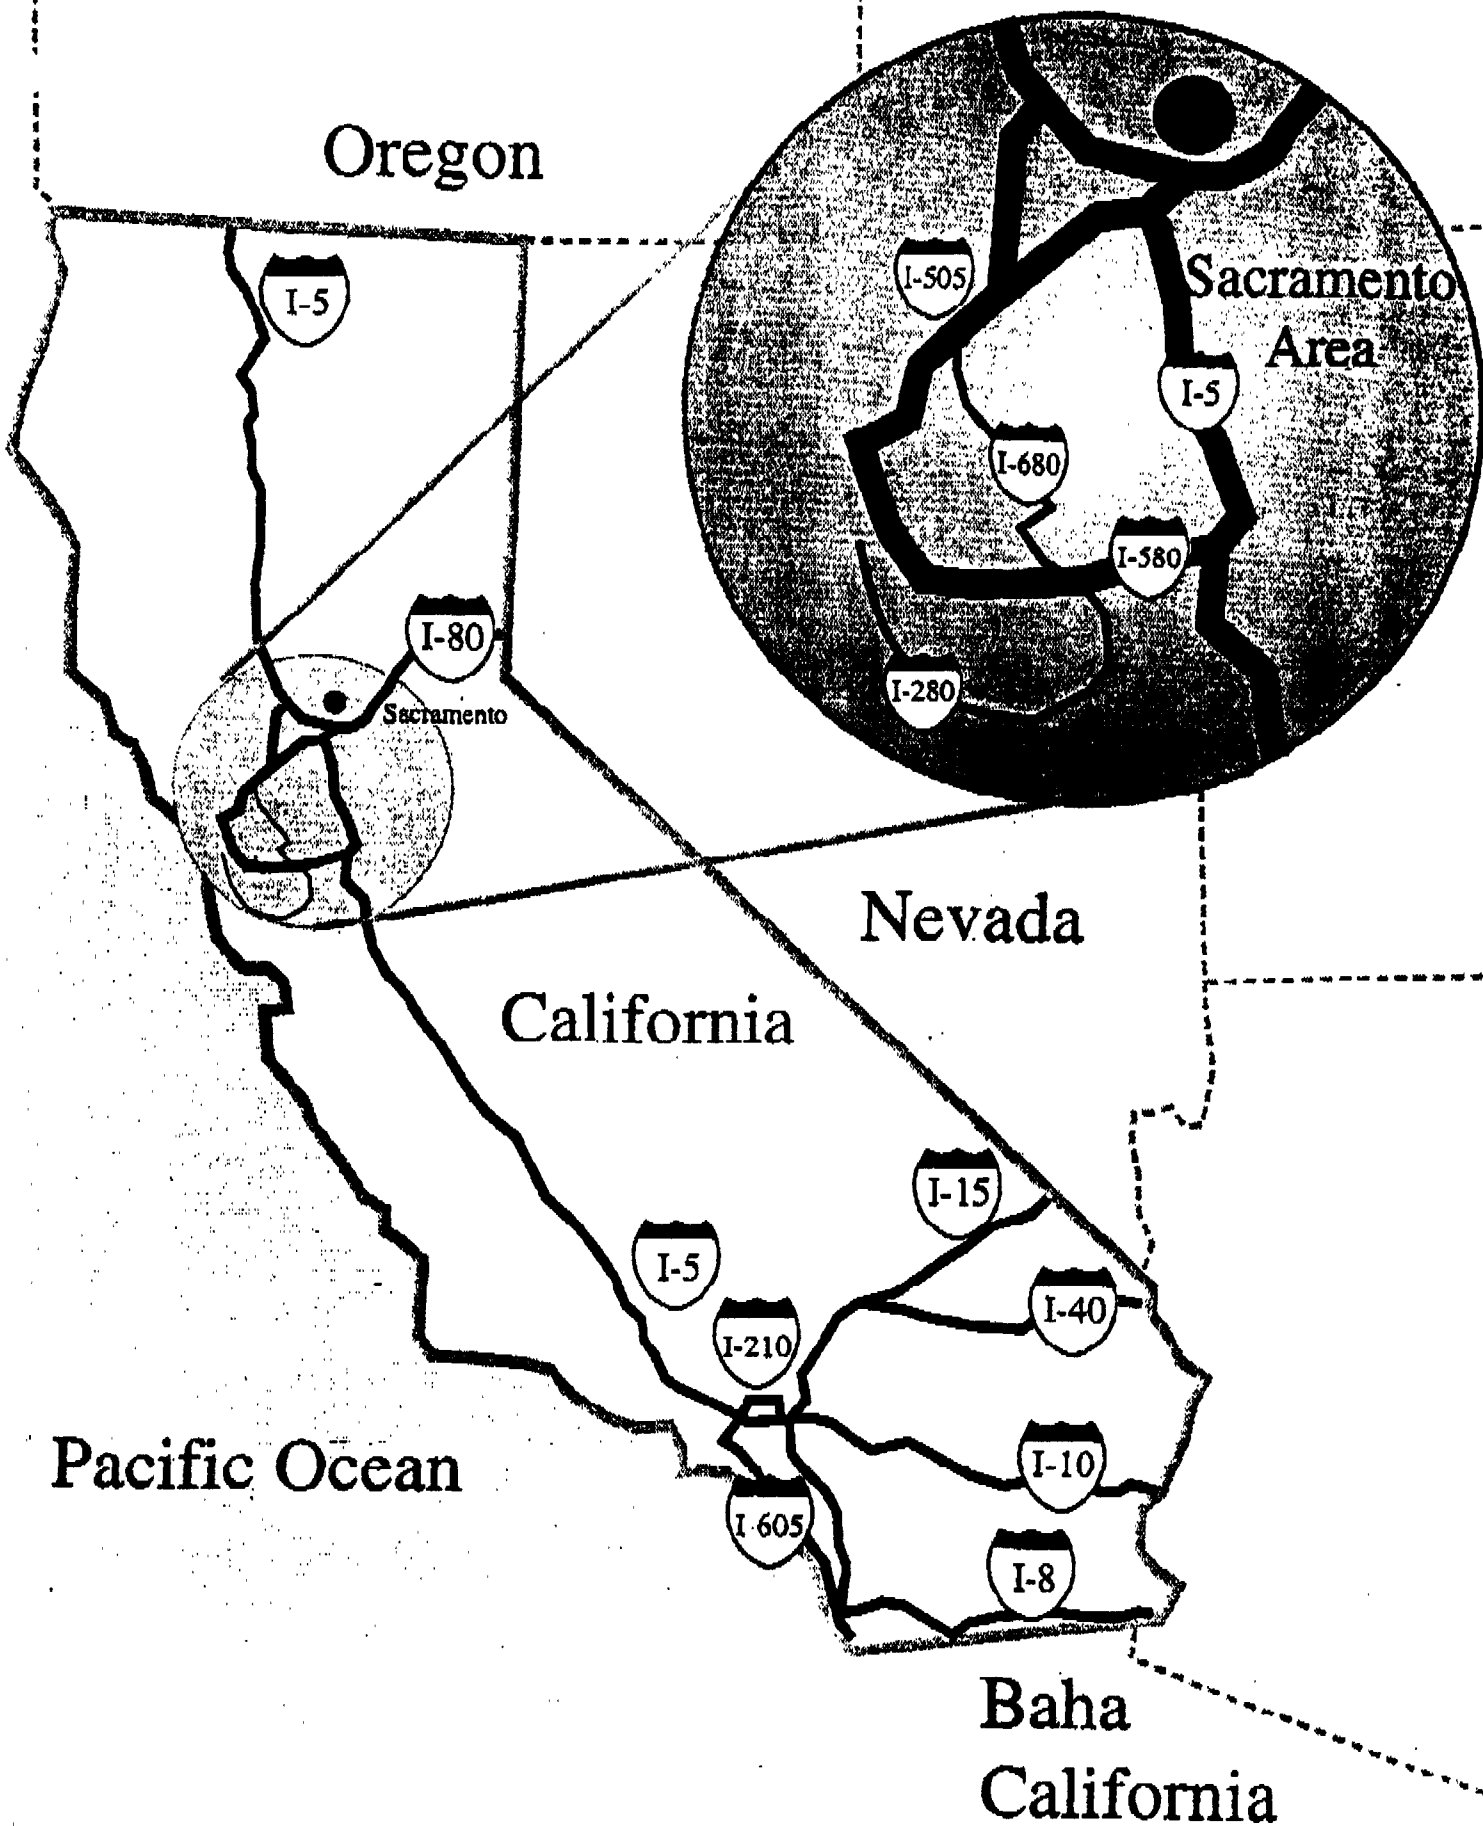 Oregon
I-5
I-505
Sacramento
Area
I-5
I-680
I-580
I-280
I-80
Sacramento
Nevada
California
I-15
I-5
I-40
I-210
Pacific Ocean
I-10
I-605
I-8
Baha
California